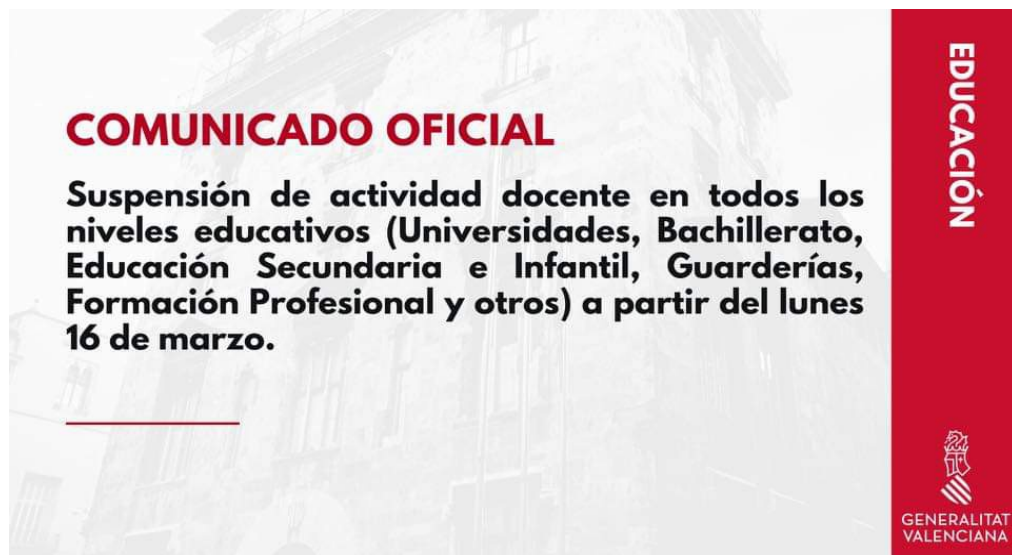 COMUNICADO OFICIAL
Suspensión de actividad docente en todos los
niveles educativos (Universidades, Bachillerato,
Educación Secundaria e Infantil, Guarderías,
Formación Profesional y otros) a partir del lunes
16 de marzo.
EDUCACIÓN
GENERALITAT
VALENCIANA